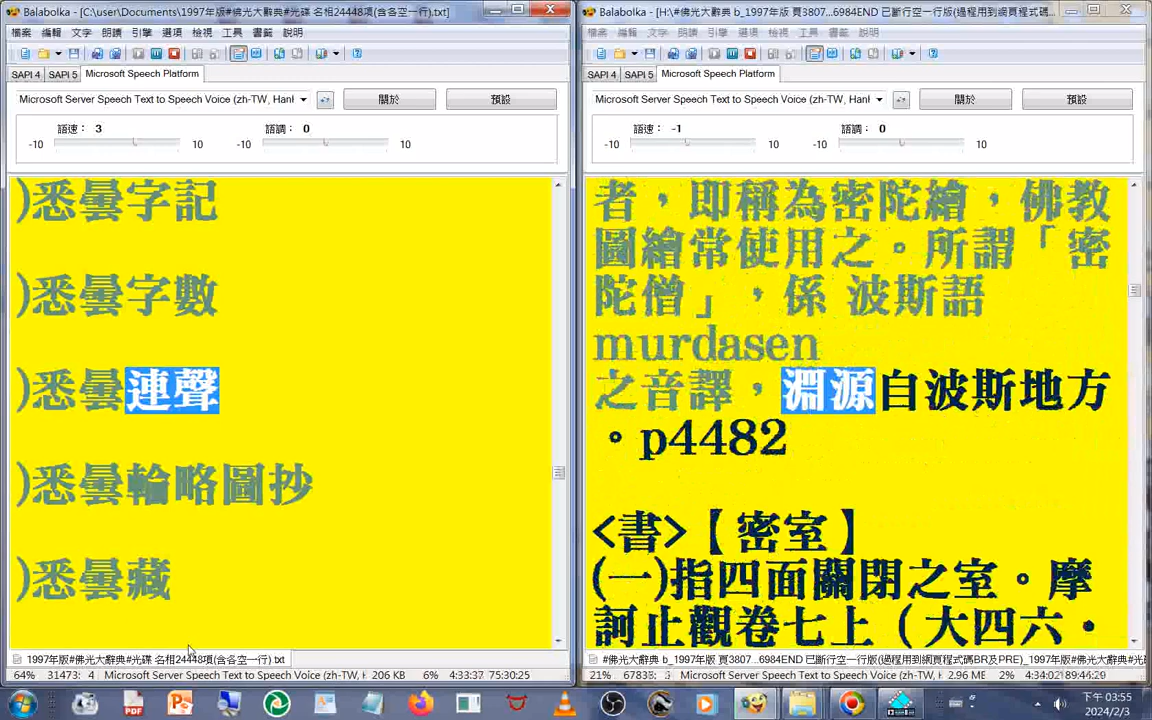 Balabolka - [C:\user\Documents\1997年版#佛光大辭典#光碟 名相24448項(含各空一行).txt]
檔案 編輯 文字 朗讀 引擎 選項 檢視 工具 書籤 說明
SAPI 4 SAPI 5 Microsoft Speech Platform
Microsoft Server Speech Text to Speech Voice (zh-TW, Hanl
關於
預設
語速： 3
語調： 0
-10 10 -10 10
)悉曇字記
)悉曇字數
)悉曇連聲
)悉曇輪略圖抄
)悉曇藏
1997年版#佛光大辭典#光碟 名相24448項(含各空一行).txt
64% 31473: 4 Microsoft Server Speech Text to Speech Voice (zh-TW, H 206 KB 6% 4:33:37 75:30:25
Balabolka - [H:\#佛光大辭典 b_1997年版 頁3807...6984END 已斷行空一行版(過程用到網頁程式碼
檔案 編輯 文字 朗讀 引擎 選項 檢視 工具 書籤 說明
SAPI 4 SAPI 5 Microsoft Speech Platform
Microsoft Server Speech Text to Speech Voice (zh-TW, Hanl
關於
預設
語速： -1
語調： 0
-10 10 -10 10
者，即稱為密陀繪，佛教
圖繪常使用之。所謂「密
陀僧」，係 波斯語
murdasen
之音譯，淵源自波斯地方
。p4482
<書>【密室】
(一)指四面關閉之室。摩
訶止觀卷七上（大四六‧
#佛光大辭典 b_1997年版 頁3807...6984END 已斷行空一行版(過程用到網頁程式碼BR及PRE)_1997年版#光
21% 67835: 3 Microsoft Server Speech Text to Speech Voice (zh-TW, H 2.96 MB 2% 4:34:02 89:44:29
下午 03:55
2024/2/3